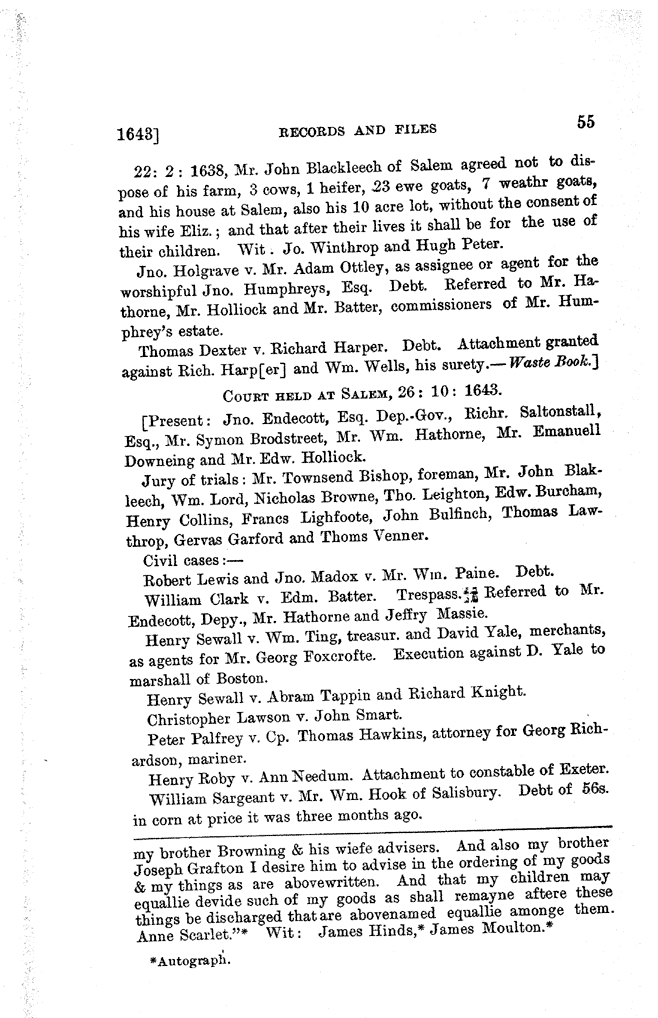 1643] RECORDS AND FILES 55
22: 2: 1638, Mr. John Blackleech of Salem agreed not to dis-
pose of his farm, 3 cows, 1 heifer, 23 ewe goats, 7 weathr goats,
and his house at Salem, also his 10 acre lot, without the consent of
his wife Eliz.; and that after their lives it shall be for the use of
their children. Wit. Jo. Winthrop and Hugh Peter.
Jno. Holgrave v. Mr. Adam Ottley, as assignee or agent for the
worshipful Jno. Humphreys, Esq. Debt. Referred to Mr. Ha-
thorne, Mr. Holliock and Mr. Batter, commissioners of Mr. Hum-
phrey's estate.
Thomas Dexter v. Richard Harper. Debt. Attachment granted
against Rich. Harp[er] and Wm. Wells, his surety.—Waste Book.]
COURT HELD AT SALEM, 26: 10: 1643.
[Present: Jno. Endecott, Esq. Dep.-Gov., Richr. Saltonstall,
Esq., Mr. Symon Brodstreet, Mr. Wm. Hathorne, Mr. Emanuell
Downeing and Mr. Edw. Holliock.
Jury of trials: Mr. Townsend Bishop, foreman, Mr. John Blak-
leech, Wm. Lord, Nicholas Browne, Tho. Leighton, Edw. Burcham,
Henry Collins, Francs Lighfoote, John Bulfinch, Thomas Law-
throp, Gervas Garford and Thoms Venner.
Civil cases:—
Robert Lewis and Jno. Madox v. Mr. Wm. Paine. Debt.
William Clark v. Edm. Batter. Trespass. Referred to Mr.
Endecott, Depy., Mr. Hathorne and Jeffry Massie.
Henry Sewall v. Wm. Ting, treasur. and David Yale, merchants,
as agents for Mr. Georg Foxcrofte. Execution against D. Yale to
marshall of Boston.
Henry Sewall v. Abram Tappin and Richard Knight.
Christopher Lawson v. John Smart.
Peter Palfrey v. Cp. Thomas Hawkins, attorney for Georg Rich-
ardson, mariner.
Henry Roby v. Ann Needum. Attachment to constable of Exeter.
William Sargeant v. Mr. Wm. Hook of Salisbury. Debt of 56s.
in corn at price it was three months ago.
my brother Browning & his wiefe advisers. And also my brother
Joseph Grafton I desire him to advise in the ordering of my goods
& my things as are abovewritten. And that my children may
equallie devide such of my goods as shall remayne aftere these
things be discharged that are abovenamed equallie amonge them.
Anne Scarlet."* Wit: James Hinds,* James Moulton.*
*Autograph.